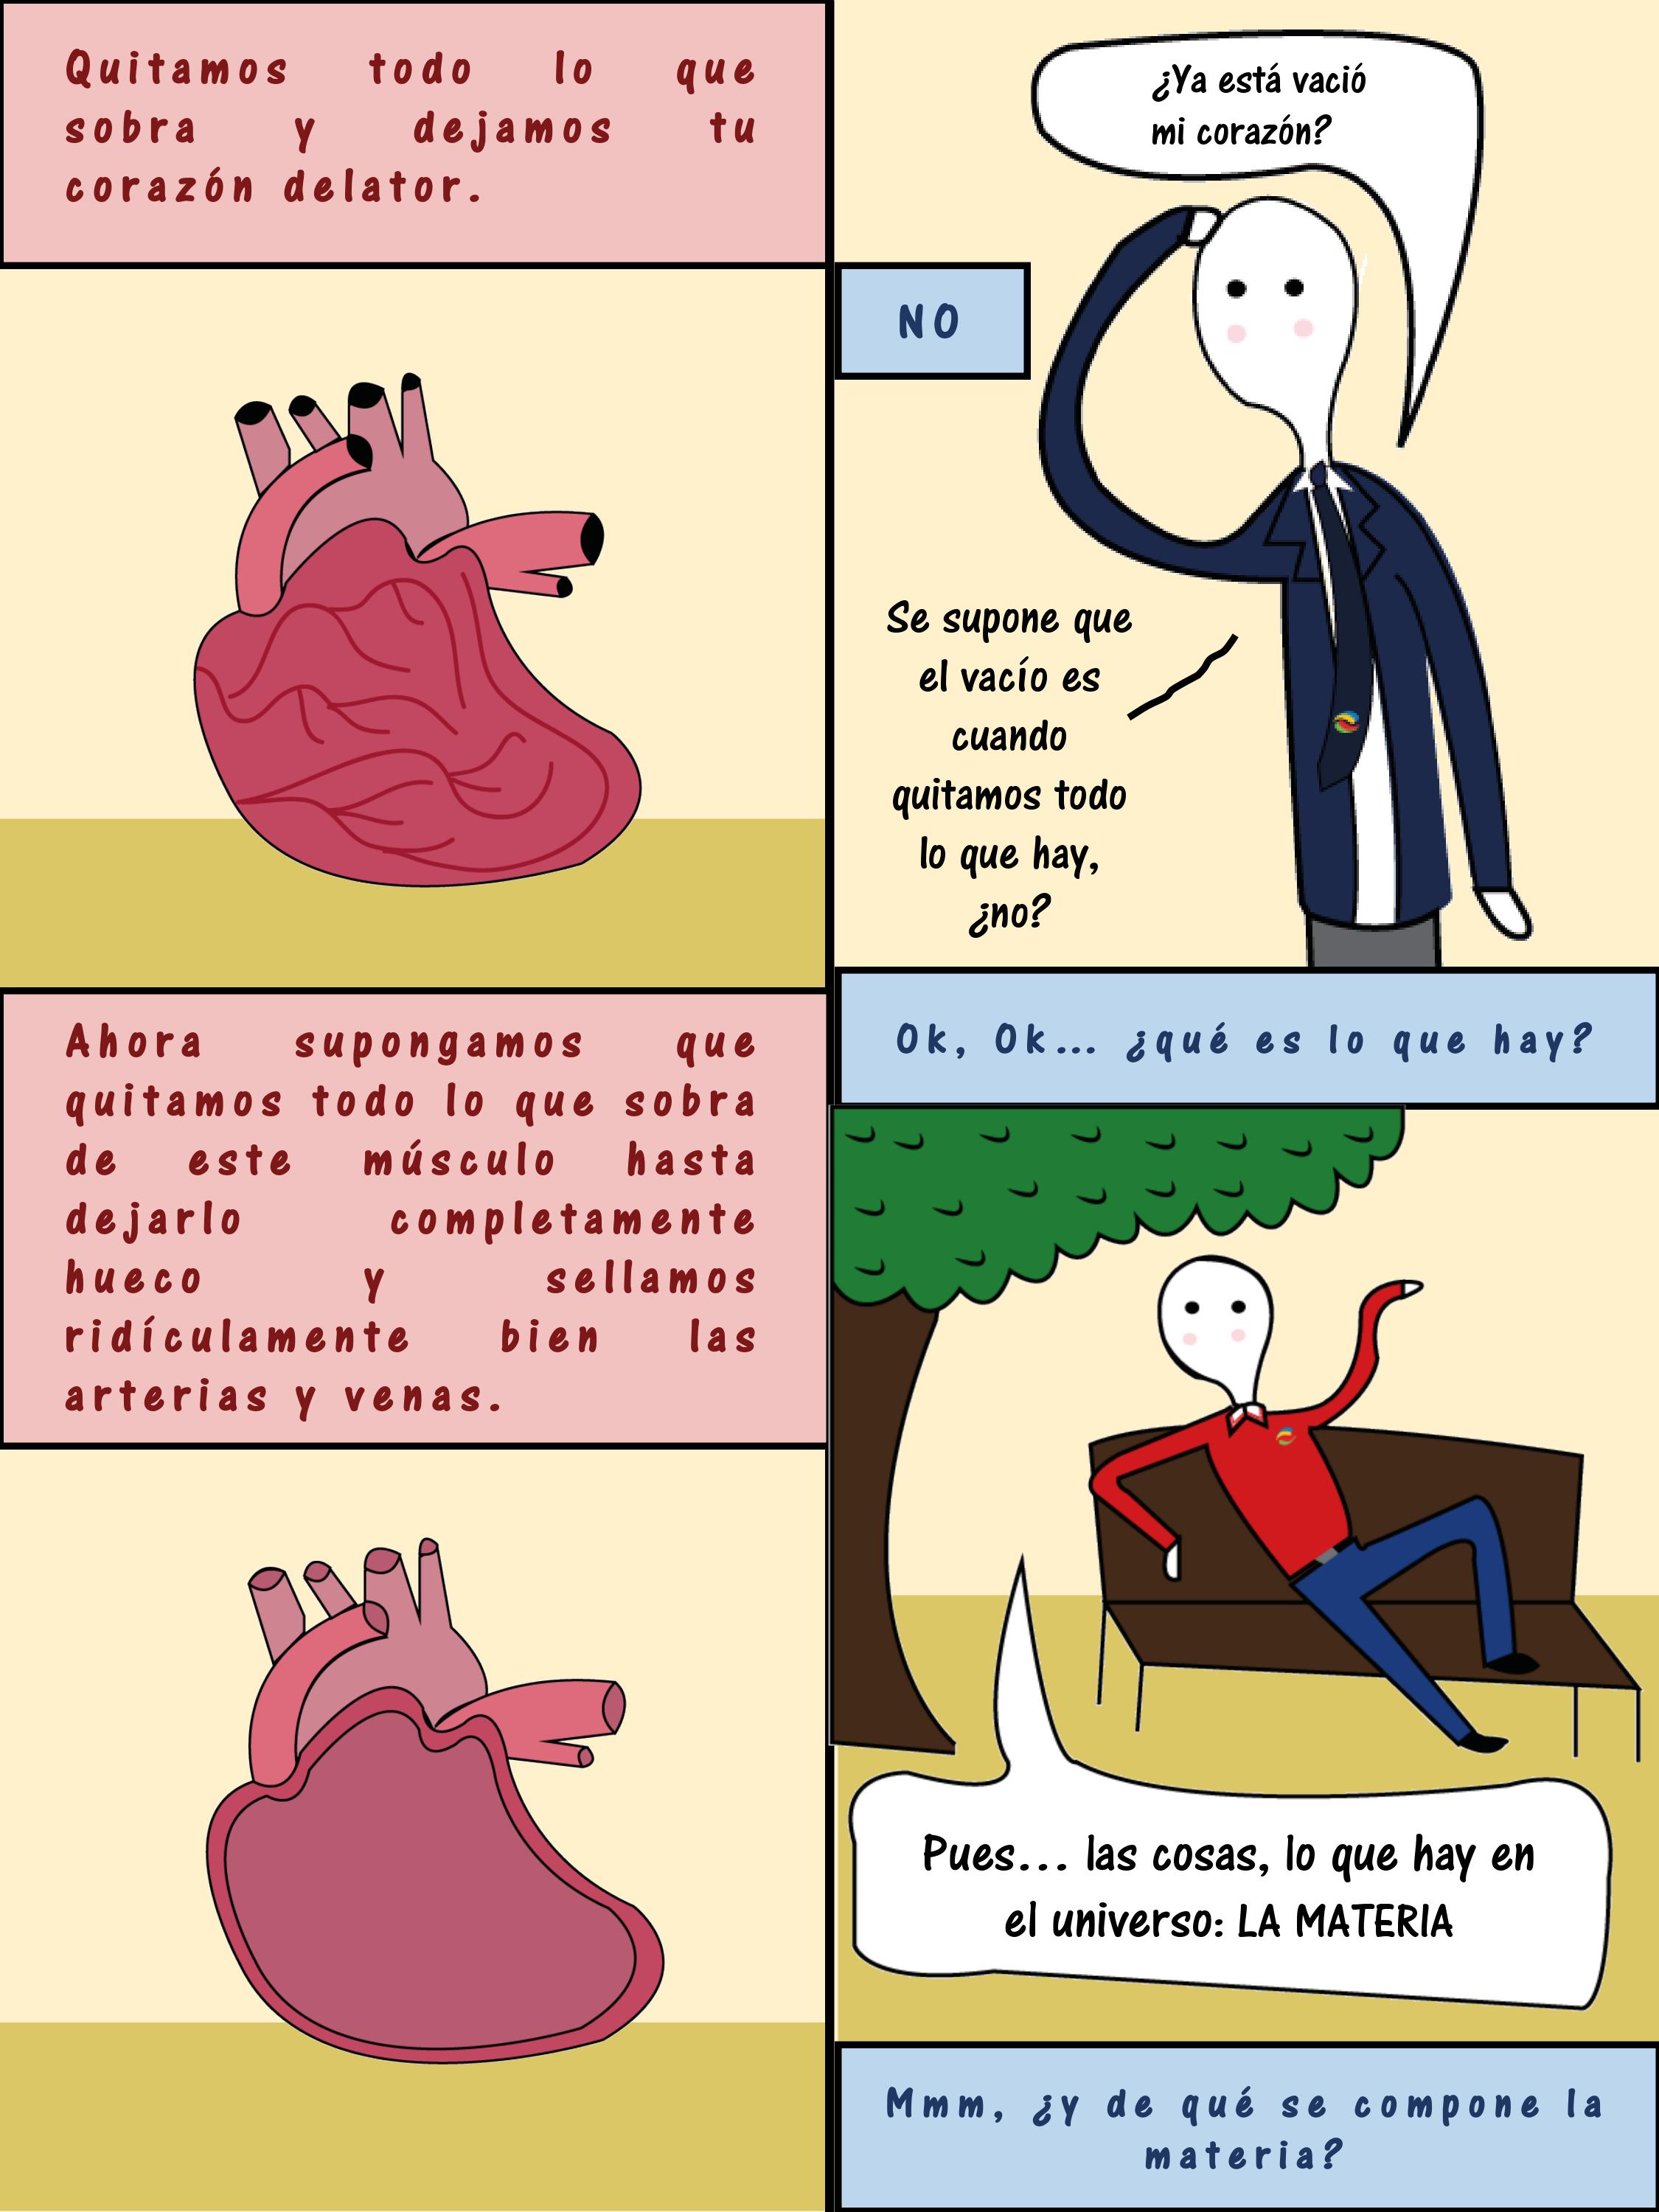 Quitamos todo lo que
sobra y dejamos tu
corazón delator.
Ahora supongamos que
quitamos todo lo que sobra
de este músculo hasta
dejarlo completamente
hueco y sellamos
ridículamente bien las
arterias y venas.
¿Ya está vació
mi corazón?
NO
Se supone que
el vacío es
cuando
quitamos todo
lo que hay,
¿no?
Ok, Ok... ¿qué es lo que hay?
Pues... las cosas, lo que hay en
el universo: LA MATERIA
Mmm, ¿y de qué se compone la
materia?